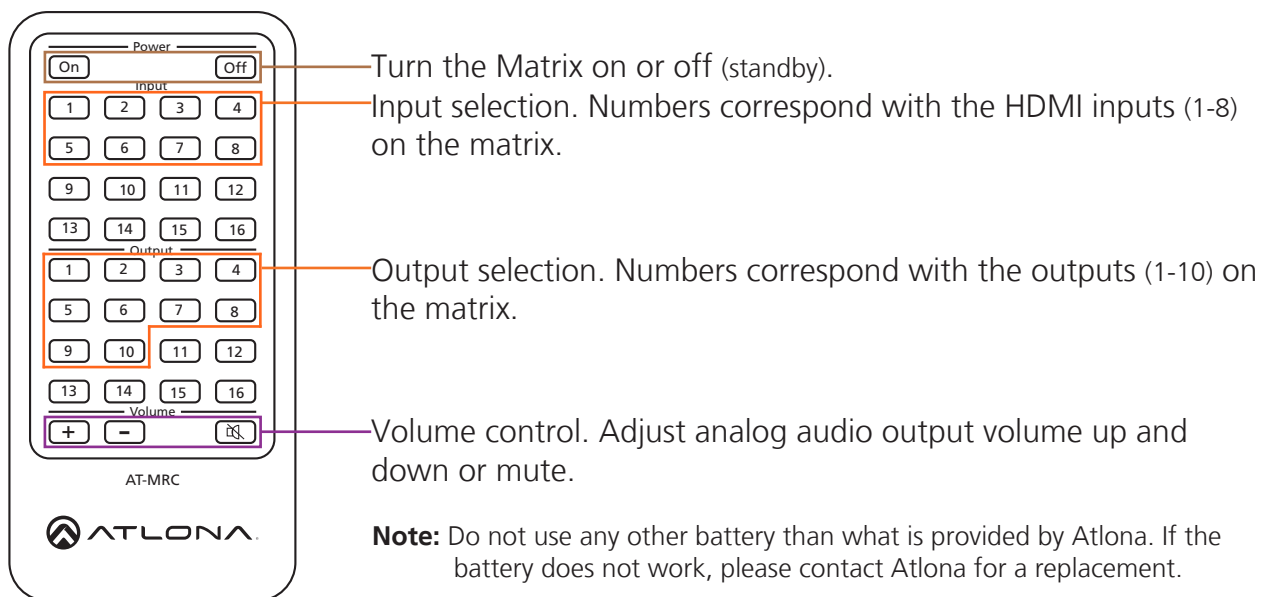 Power
On Off
Input
1 2 3 4
5 6 7 8
9 10 11 12
13 14 15 16
Output
1 2 3 4
5 6 7 8
9 10 11 12
13 14 15 16
Volume
+ −
AT-MRC
ATLONA.
Turn the Matrix on or off (standby).
Input selection. Numbers correspond with the HDMI inputs (1-8)
on the matrix.
Output selection. Numbers correspond with the outputs (1-10) on
the matrix.
Volume control. Adjust analog audio output volume up and
down or mute.
Note: Do not use any other battery than what is provided by Atlona. If the
battery does not work, please contact Atlona for a replacement.